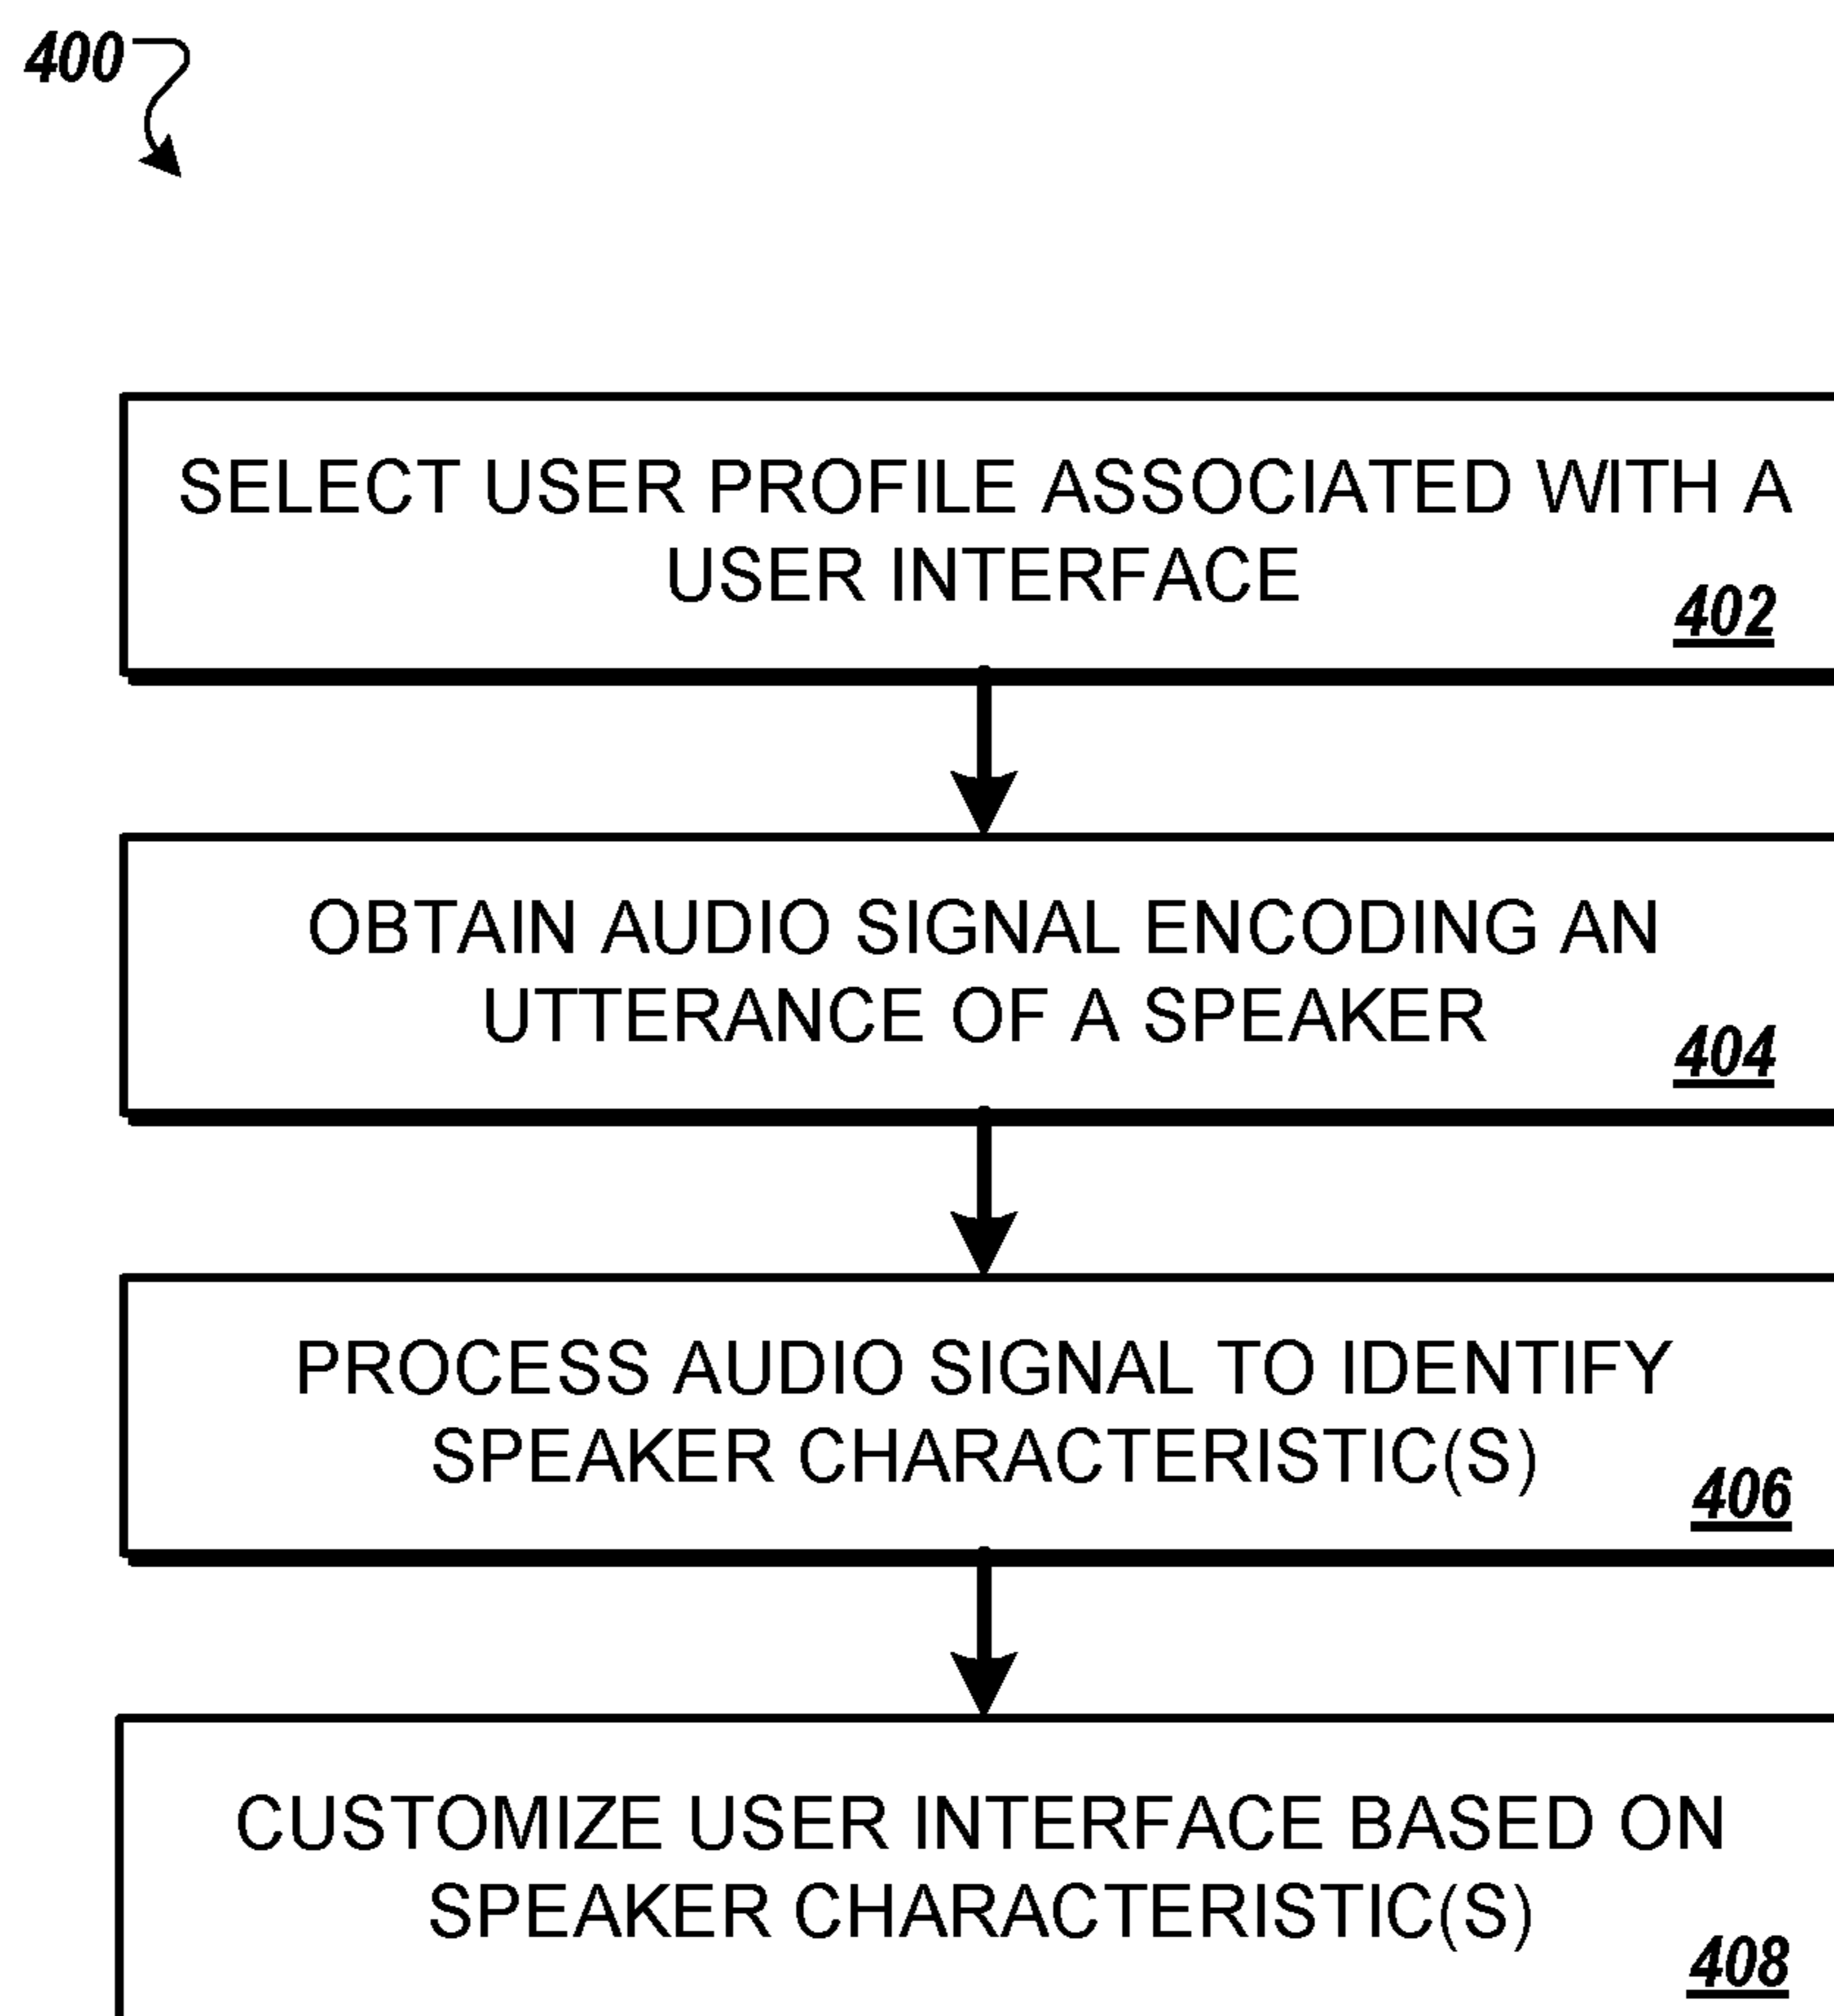 400
SELECT USER PROFILE ASSOCIATED WITH A
USER INTERFACE
402
OBTAIN AUDIO SIGNAL ENCODING AN
UTTERANCE OF A SPEAKER
404
PROCESS AUDIO SIGNAL TO IDENTIFY
SPEAKER CHARACTERISTIC(S)
406
CUSTOMIZE USER INTERFACE BASED ON
SPEAKER CHARACTERISTIC(S)
408